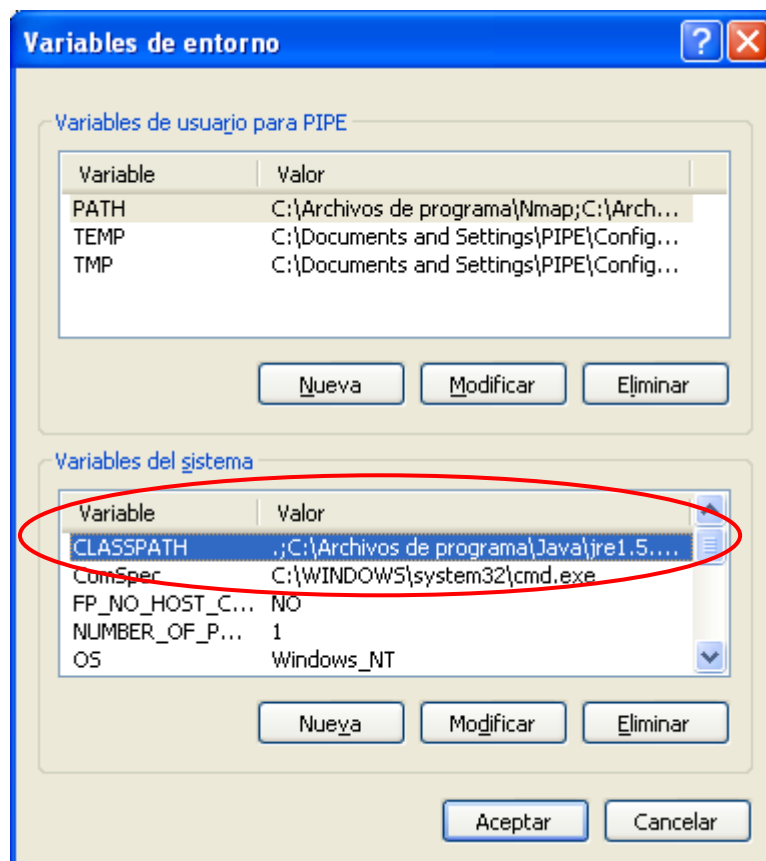 Variables de entorno
Variables de usuario para PIPE
Variable Valor
PATH C:\Archivos de programa\Nmap;C:\Arch...
TEMP C:\Documents and Settings\PIPE\Config...
TMP C:\Documents and Settings\PIPE\Config...
Nueva Modificar Eliminar
Variables del sistema
Variable Valor
CLASSPATH .;C:\Archivos de programa\Java\jre1.5....
ComSpec C:\WINDOWS\system32\cmd.exe
FP_NO_HOST_C... NO
NUMBER_OF_P... 1
OS Windows_NT
Nueva Modificar Eliminar
Aceptar Cancelar